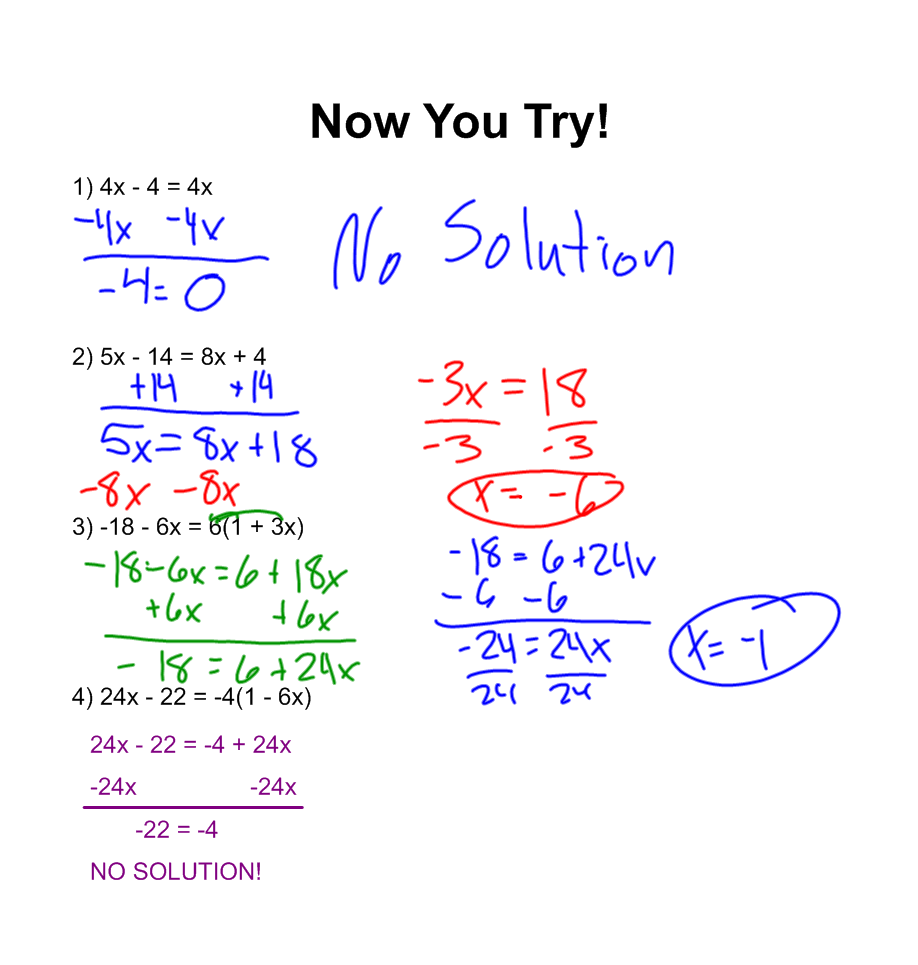 Now You Try!
1) 4x - 4 = 4x
-4x -4x
-4 = 0
No Solution
2) 5x - 14 = 8x + 4
+14 +14
5x = 8x + 18
-8x -8x
-3x = 18
-3 -3
x = -6
3) -18 - 6x = 6(1 + 3x)
-18 - 6x = 6 + 18x
+6x +6x
-18 = 6 + 24x
-18 = 6 + 24x
-6 -6
-24 = 24x
24 24
x = -1
4) 24x - 22 = -4(1 - 6x)
24x - 22 = -4 + 24x
-24x -24x
-22 = -4
NO SOLUTION!